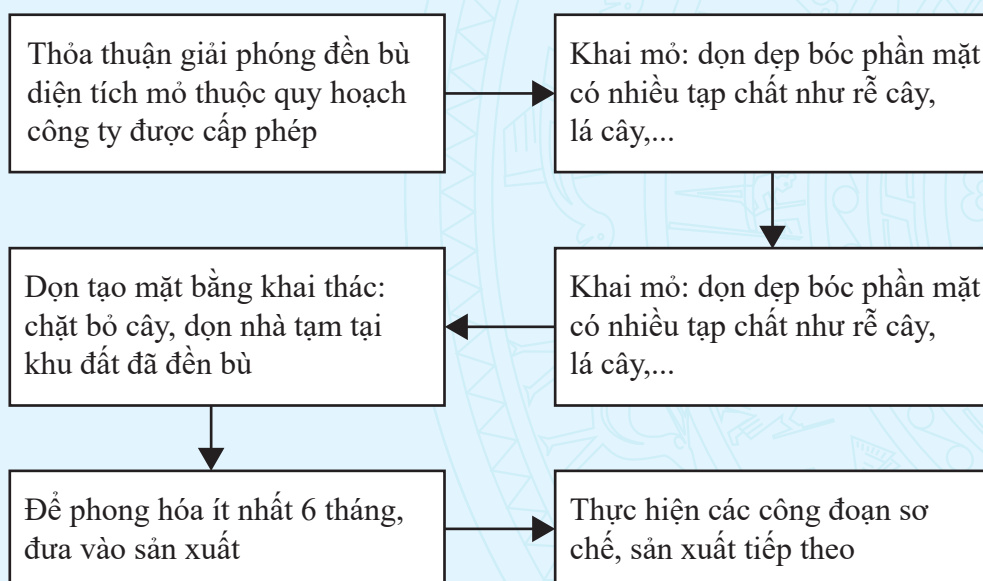 Thỏa thuận giải phóng đền bù
diện tích mỏ thuộc quy hoạch
công ty được cấp phép
Khai mỏ: dọn dẹp bóc phần mặt
có nhiều tạp chất như rễ cây,
lá cây,...
Khai mỏ: dọn dẹp bóc phần mặt
có nhiều tạp chất như rễ cây,
lá cây,...
Dọn tạo mặt bằng khai thác:
chặt bỏ cây, dọn nhà tạm tại
khu đất đã đền bù
Để phong hóa ít nhất 6 tháng,
đưa vào sản xuất
Thực hiện các công đoạn sơ
chế, sản xuất tiếp theo